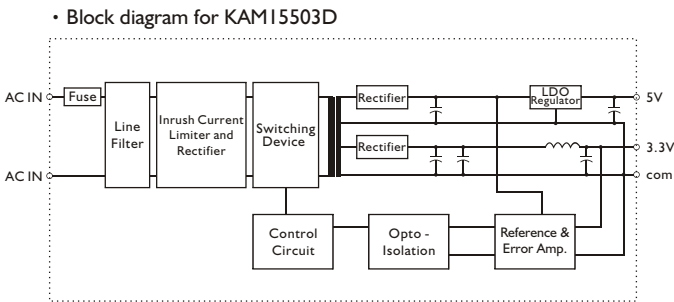 • Block diagram for KAM15503D
AC IN
Fuse
Line
Filter
Inrush Current
Limiter and
Rectifier
Switching
Device
Rectifier
LDO
Regulator
5V
Rectifier
3.3V
AC IN
com
Control
Circuit
Opto -
Isolation
Reference &
Error Amp.